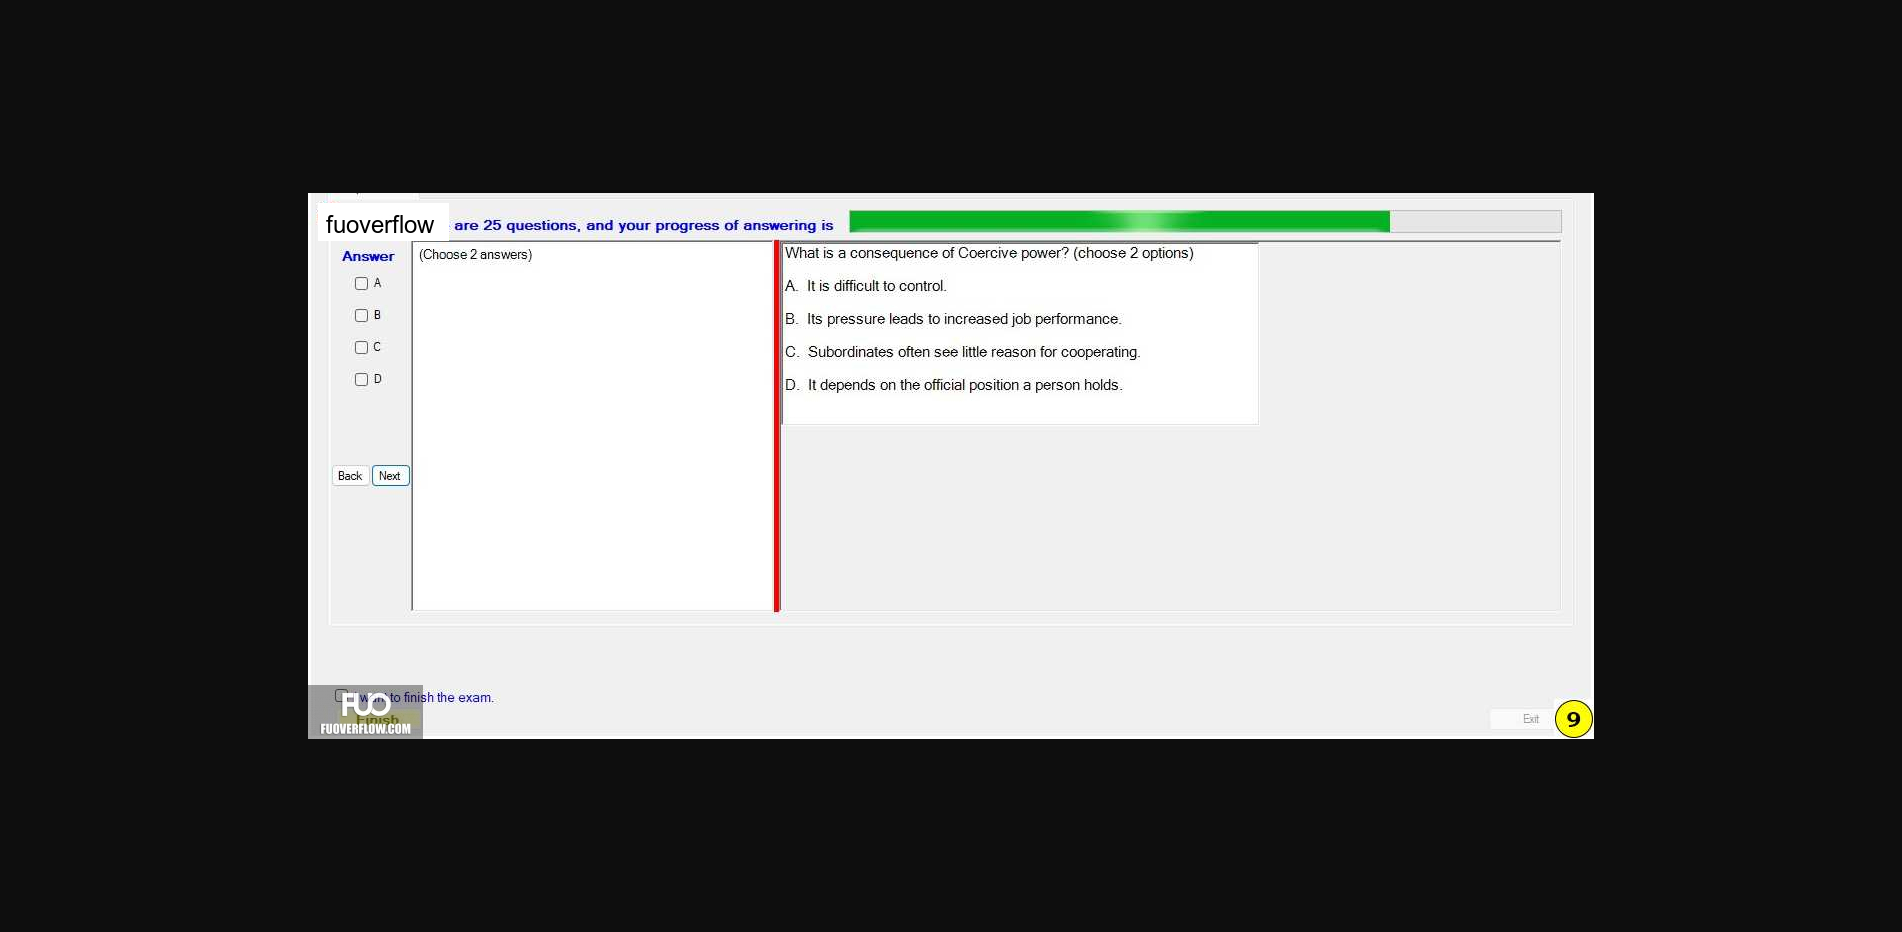 fuoverflow are 25 questions, and your progress of answering is
Answer
(Choose 2 answers)
A
B
C
D
Back Next
What is a consequence of Coercive power? (choose 2 options)
A. It is difficult to control.
B. Its pressure leads to increased job performance.
C. Subordinates often see little reason for cooperating.
D. It depends on the official position a person holds.
I want to finish the exam.
Finish
FUO
FUOVERFLOW.COM
Exit
9